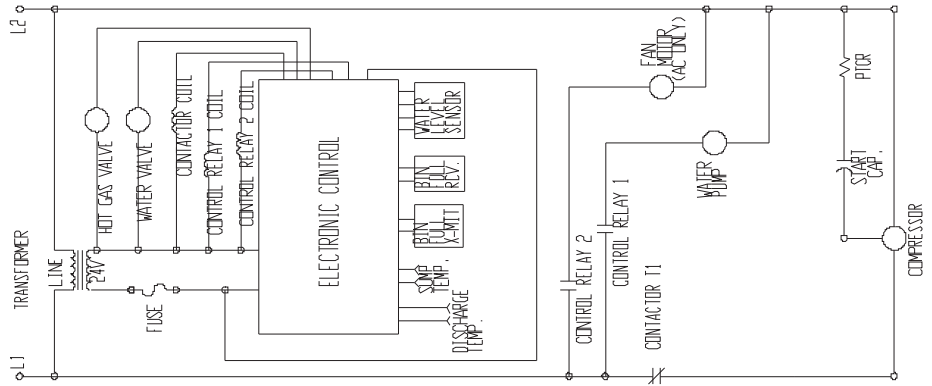 L2
TRANSFORMER
LINE
24V
FUSE
L1
HOT GAS VALVE
WATER VALVE
CONTACTOR COIL
CONTROL RELAY 1 COIL
CONTROL RELAY 2 COIL
ELECTRONIC CONTROL
WATER
LEVEL
SENSOR
BIN
FULL
RCV.
BIN
FULL
X-MIT
SUMP
TEMP.
DISCHARGE
TEMP.
FAN
MOTOR
(AC ONLY)
WATER
PUMP
CONTROL RELAY 2
CONTROL RELAY 1
CONTACTOR T1
PTCR
START
CAP.
COMPRESSOR